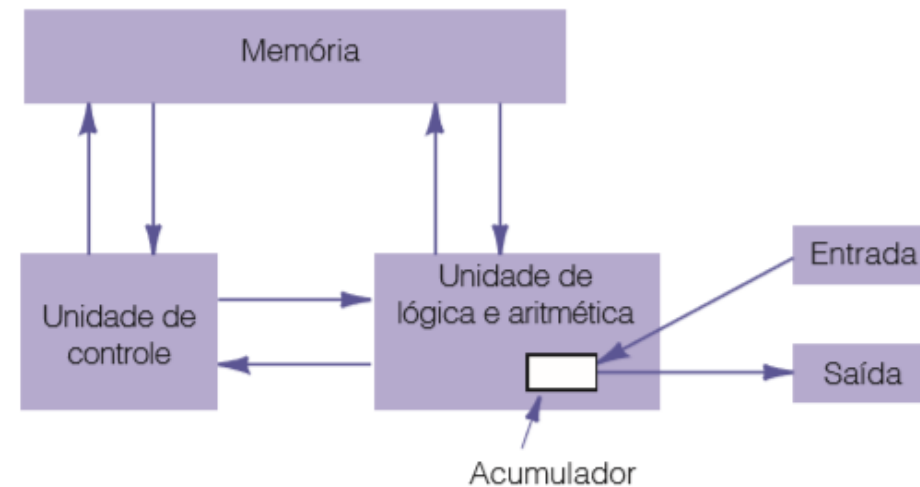 Memória
Unidade de
controle
Unidade de
lógica e aritmética
Entrada
Saída
Acumulador